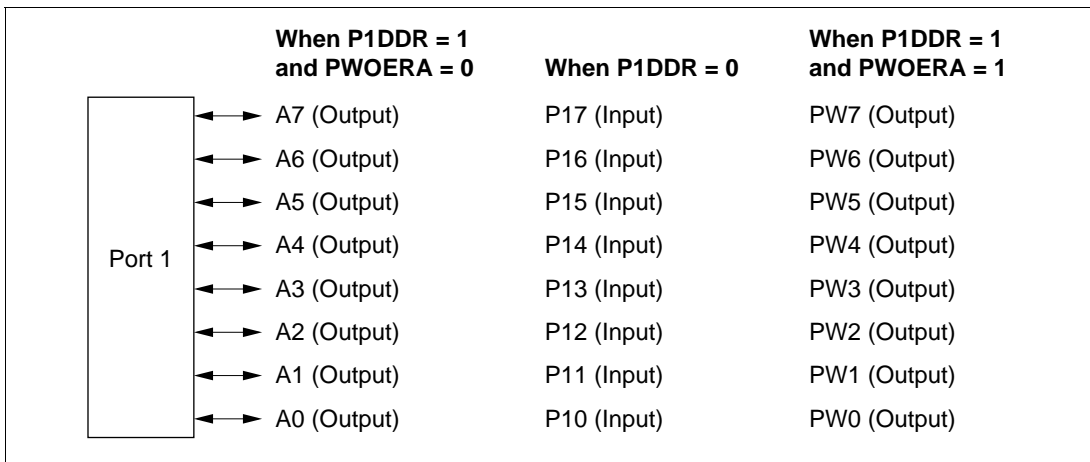 When P1DDR = 1
and PWOERA = 0
When P1DDR = 0
When P1DDR = 1
and PWOERA = 1
Port 1
A7 (Output) P17 (Input) PW7 (Output)
A6 (Output) P16 (Input) PW6 (Output)
A5 (Output) P15 (Input) PW5 (Output)
A4 (Output) P14 (Input) PW4 (Output)
A3 (Output) P13 (Input) PW3 (Output)
A2 (Output) P12 (Input) PW2 (Output)
A1 (Output) P11 (Input) PW1 (Output)
A0 (Output) P10 (Input) PW0 (Output)